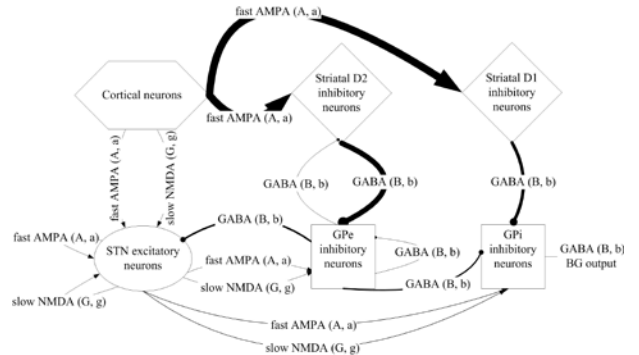 fast AMPA (A, a)
Cortical neurons
Striatal D2
inhibitory
neurons
Striatal D1
inhibitory
neurons
fast AMPA (A, a)
fast AMPA (A, a)
slow NMDA (G, g)
GABA (B, b)
GABA (B, b)
GABA (B, b)
GABA (B, b)
fast AMPA (A, a)
STN excitatory
neurons
fast AMPA (A, a)
GPe
inhibitory
neurons
GABA (B, b)
GPi
inhibitory
neurons
GABA (B, b)
BG output
slow NMDA (G, g)
slow NMDA (G, g)
GABA (B, b)
fast AMPA (A, a)
slow NMDA (G, g)